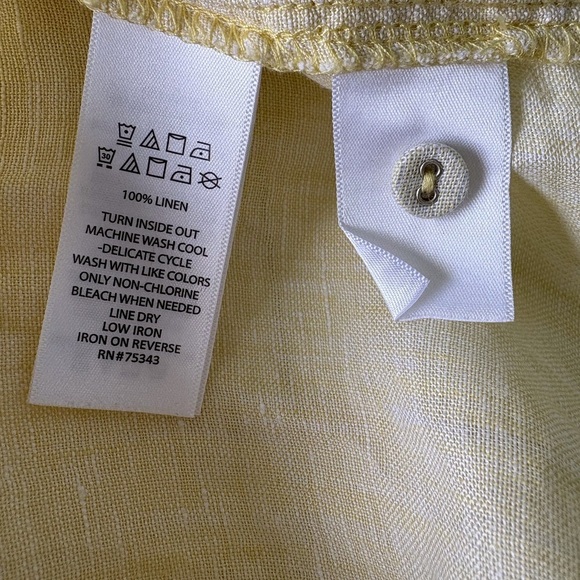 30
100% LINEN
TURN INSIDE OUT
MACHINE WASH COOL
-DELICATE CYCLE
WASH WITH LIKE COLORS
ONLY NON-CHLORINE
BLEACH WHEN NEEDED
LINE DRY
LOW IRON
IRON ON REVERSE
RN#75343